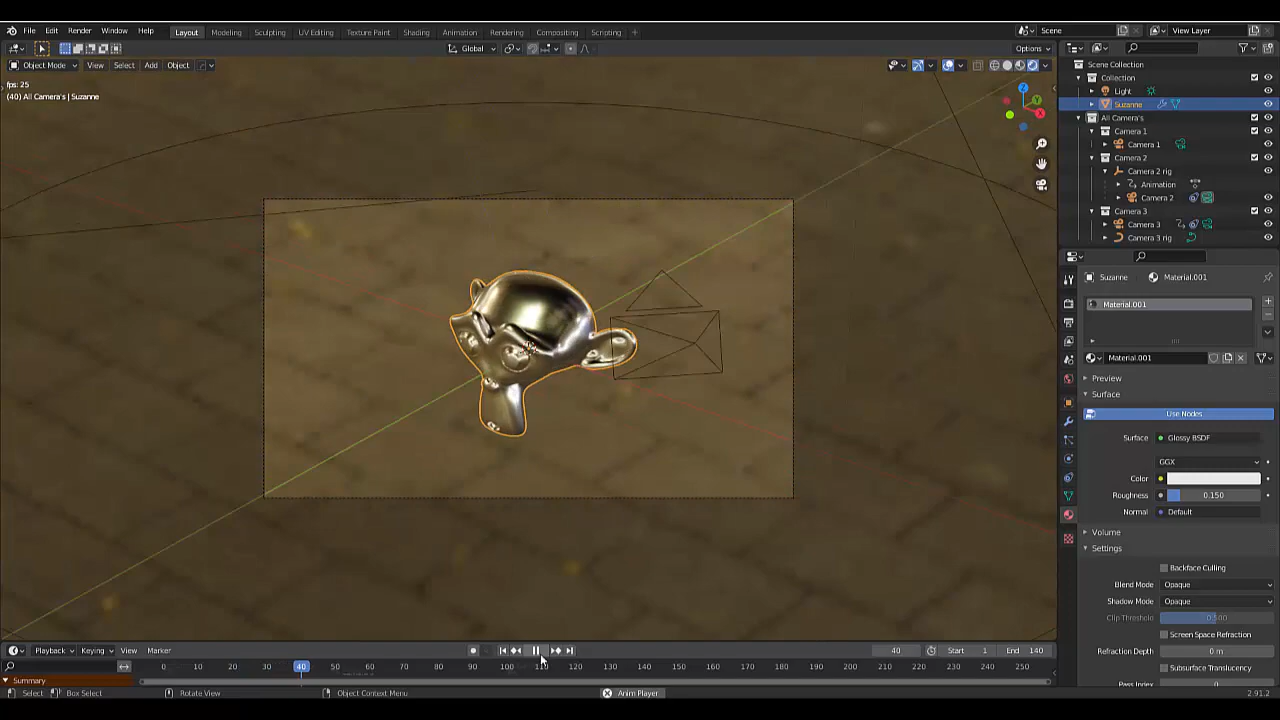 File Edit Render Window Help Layout Modeling Sculpting UV Editing Texture Paint Shading Animation Rendering Compositing Scripting + Scene View Layer
Global Options
Object Mode View Select Add Object
fps: 25
(40) All Camera's | Suzanne
Z
Y
X
Scene Collection
Collection
Light
Suzanne
All Camera's
Camera 1
Camera 1
Camera 2
Camera 2 rig
Animation
Camera 2
Camera 3
Camera 3
Camera 3 rig
Suzanne Material.001
Material.001
Material.001
Preview
Surface
Use Nodes
Surface Glossy BSDF
GGX
Color
Roughness 0.150
Normal Default
Volume
Settings
Backface Culling
Blend Mode Opaque
Shadow Mode Opaque
Clip Threshold 0.500
Screen Space Refraction
Refraction Depth 0 m
Subsurface Translucency
Pass Index 0
Playback Keying View Marker 40 Start 1 End 140
0 10 20 30 40 50 60 70 80 90 100 110 120 130 140 150 160 170 180 190 200 210 220 230 240 250
Summary
Select Box Select Rotate View Object Context Menu Anim Player 2.91.2